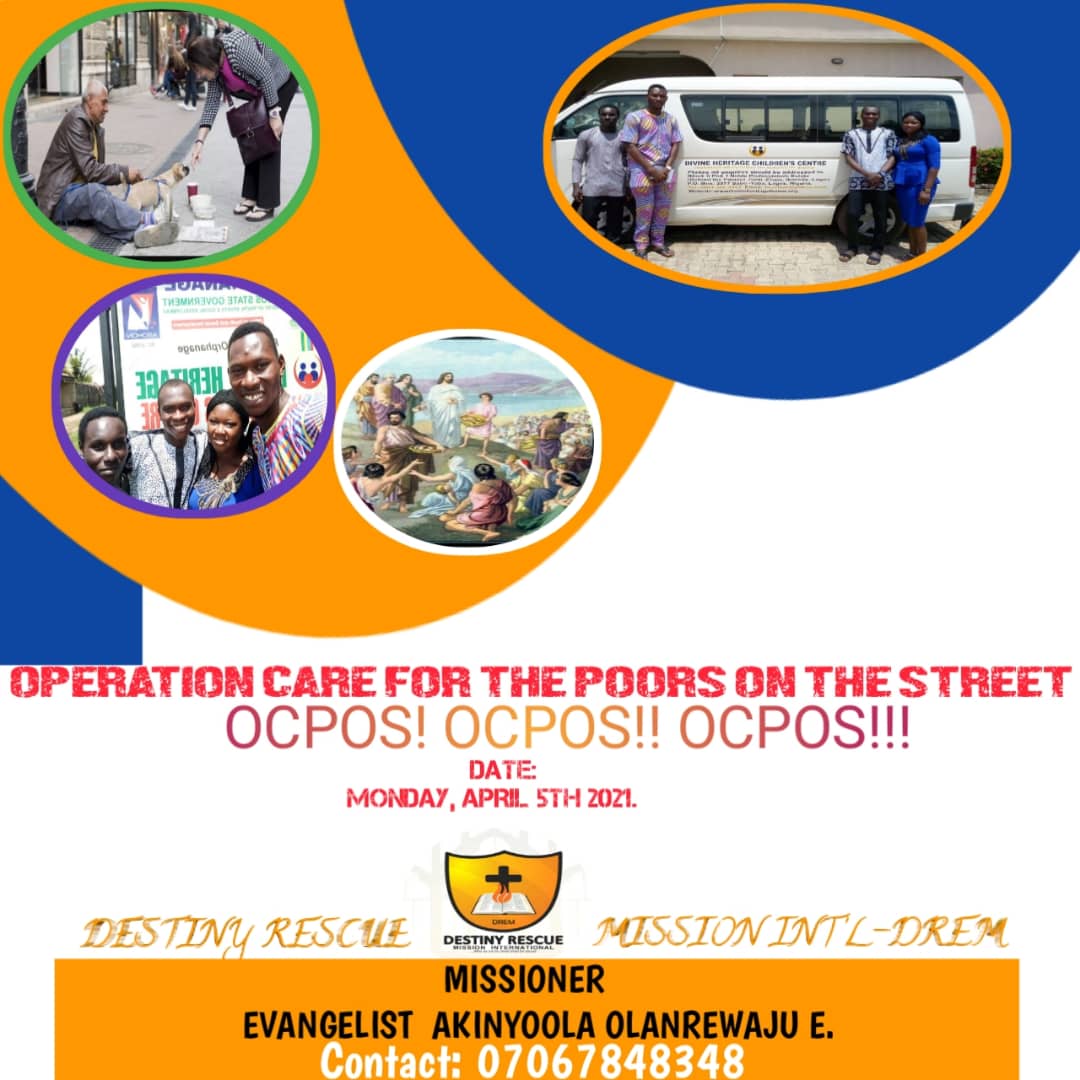 DIVINE HERITAGE CHILDREN'S CENTRE
STATE GOVERNMENT
Orphanage
HERITAGE
OPERATION CARE FOR THE POORS ON THE STREET
OCPOS! OCPOS!! OCPOS!!!
DATE:
MONDAY, APRIL 5TH 2021.
DREM
DESTINY RESCUE
MISSION INTERNATIONAL
DESTINY RESCUE MISSION INT'L-DREM
MISSIONER
EVANGELIST AKINYOOLA OLANREWAJU E.
Contact: 07067848348